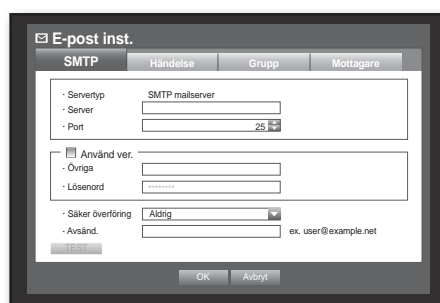 E-post inst.
SMTP Händelse Grupp Mottagare
· Servertyp SMTP mailserver
· Server
· Port 25
Använd ver.
· Övriga
· Lösenord ********
· Säker överföring Aldrig
· Avsänd. ex. user@example.net
TEST
OK Avbryt